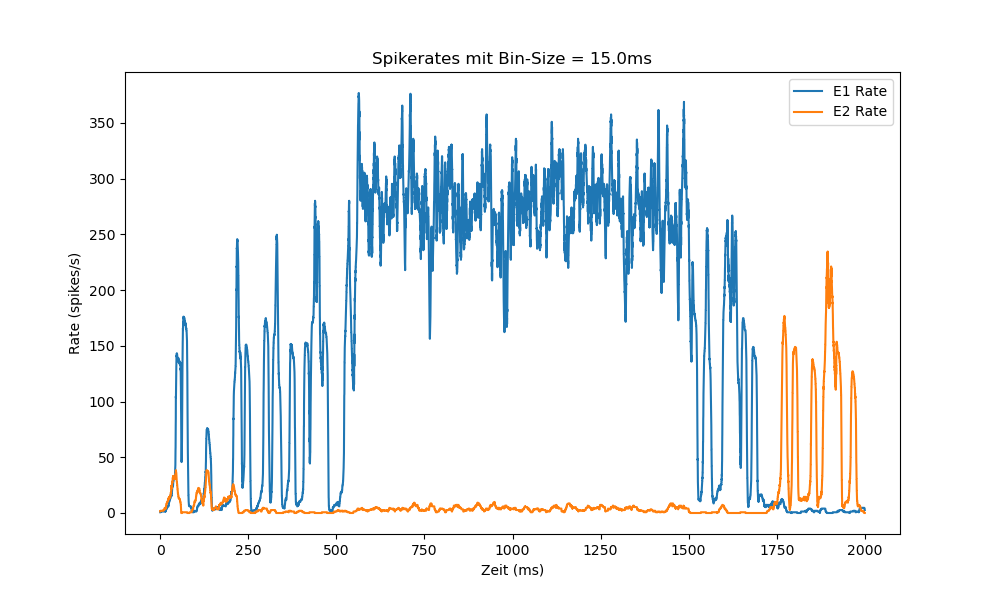 Spikerates mit Bin-Size = 15.0ms
E1 Rate
E2 Rate
Rate (spikes/s)
350
300
250
200
150
100
50
0
0 250 500 750 1000 1250 1500 1750 2000
Zeit (ms)